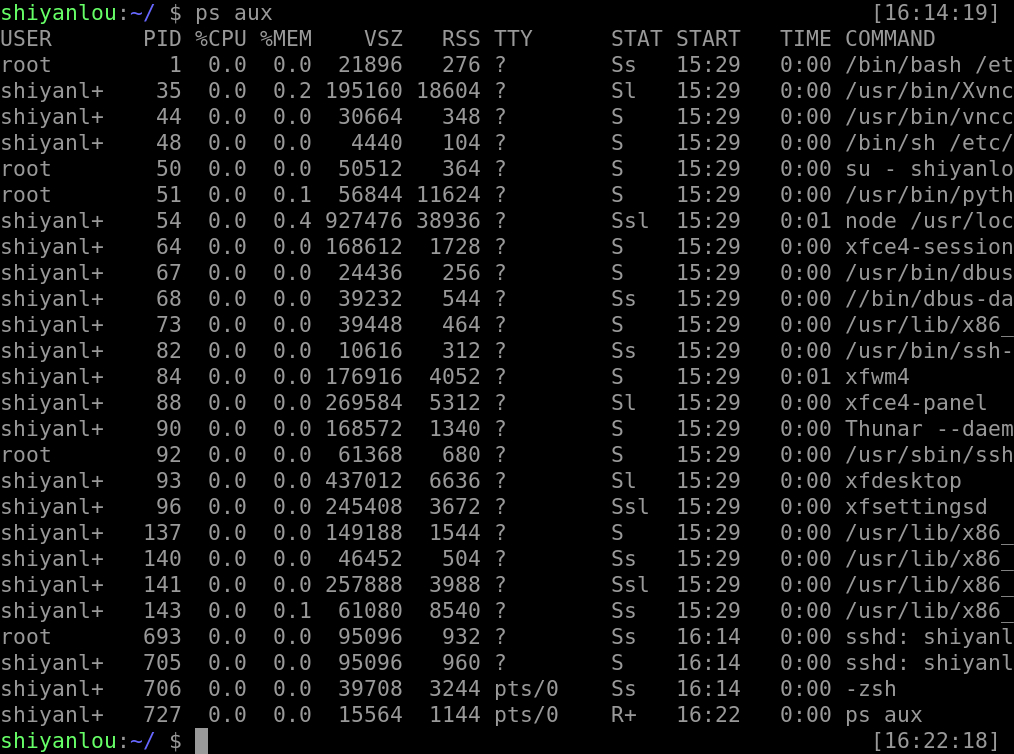 shiyanlou:~/ $ ps aux [16:14:19]
USER PID %CPU %MEM VSZ RSS TTY STAT START TIME COMMAND
root 1 0.0 0.0 21896 276 ? Ss 15:29 0:00 /bin/bash /et
shiyanl+ 35 0.0 0.2 195160 18604 ? Sl 15:29 0:00 /usr/bin/Xvnc
shiyanl+ 44 0.0 0.0 30664 348 ? S 15:29 0:00 /usr/bin/vncc
shiyanl+ 48 0.0 0.0 4440 104 ? S 15:29 0:00 /bin/sh /etc/
root 50 0.0 0.0 50512 364 ? S 15:29 0:00 su - shiyanlo
root 51 0.0 0.1 56844 11624 ? S 15:29 0:00 /usr/bin/pyth
shiyanl+ 54 0.0 0.4 927476 38936 ? Ssl 15:29 0:01 node /usr/loc
shiyanl+ 64 0.0 0.0 168612 1728 ? S 15:29 0:00 xfce4-session
shiyanl+ 67 0.0 0.0 24436 256 ? S 15:29 0:00 /usr/bin/dbus
shiyanl+ 68 0.0 0.0 39232 544 ? Ss 15:29 0:00 //bin/dbus-da
shiyanl+ 73 0.0 0.0 39448 464 ? S 15:29 0:00 /usr/lib/x86_
shiyanl+ 82 0.0 0.0 10616 312 ? Ss 15:29 0:00 /usr/bin/ssh-
shiyanl+ 84 0.0 0.0 176916 4052 ? S 15:29 0:01 xfwm4
shiyanl+ 88 0.0 0.0 269584 5312 ? Sl 15:29 0:00 xfce4-panel
shiyanl+ 90 0.0 0.0 168572 1340 ? S 15:29 0:00 Thunar --daem
root 92 0.0 0.0 61368 680 ? S 15:29 0:00 /usr/sbin/ssh
shiyanl+ 93 0.0 0.0 437012 6636 ? Sl 15:29 0:00 xfdesktop
shiyanl+ 96 0.0 0.0 245408 3672 ? Ssl 15:29 0:00 xfsettingsd
shiyanl+ 137 0.0 0.0 149188 1544 ? S 15:29 0:00 /usr/lib/x86_
shiyanl+ 140 0.0 0.0 46452 504 ? Ss 15:29 0:00 /usr/lib/x86_
shiyanl+ 141 0.0 0.0 257888 3988 ? Ssl 15:29 0:00 /usr/lib/x86_
shiyanl+ 143 0.0 0.1 61080 8540 ? Ss 15:29 0:00 /usr/lib/x86_
root 693 0.0 0.0 95096 932 ? Ss 16:14 0:00 sshd: shiyanl
shiyanl+ 705 0.0 0.0 95096 960 ? S 16:14 0:00 sshd: shiyanl
shiyanl+ 706 0.0 0.0 39708 3244 pts/0 Ss 16:14 0:00 -zsh
shiyanl+ 727 0.0 0.0 15564 1144 pts/0 R+ 16:22 0:00 ps aux
shiyanlou:~/ $ [16:22:18]